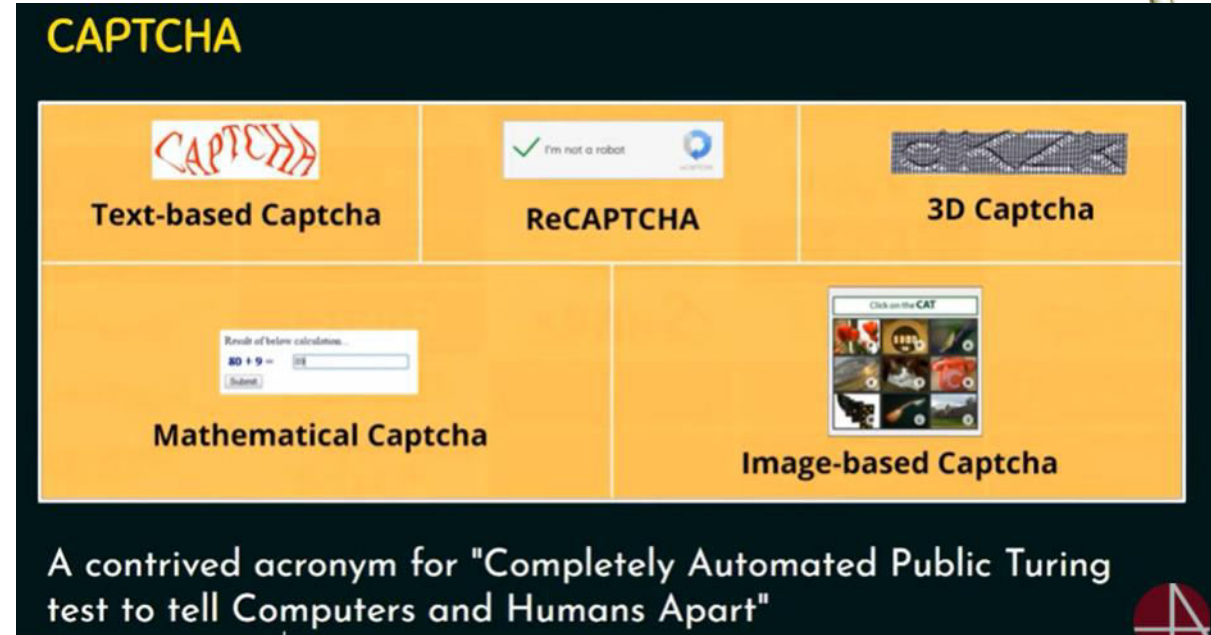 CAPTCHA
CAPTCHA
Text-based Captcha
I'm not a robot
reCAPTCHA
ReCAPTCHA
CKZK
3D Captcha
Result of below calculation...
80 + 9 =
Submit
Mathematical Captcha
Click on the CAT
Image-based Captcha
A contrived acronym for "Completely Automated Public Turing
test to tell Computers and Humans Apart"